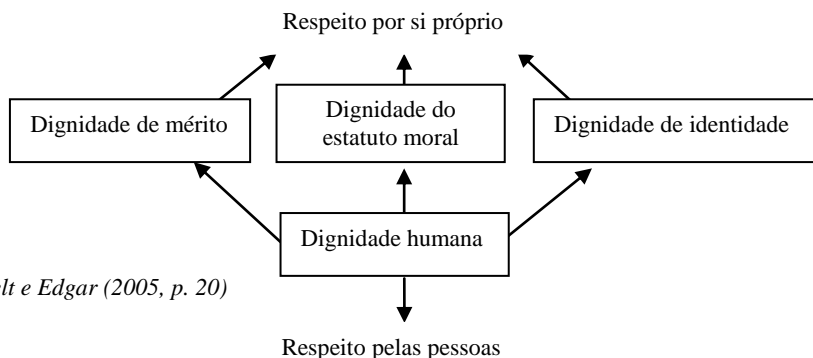 Respeito por si próprio
Dignidade de mérito
Dignidade do
estatuto moral
Dignidade de identidade
Dignidade humana
e Edgar (2005, p. 20)
Respeito pelas pessoas